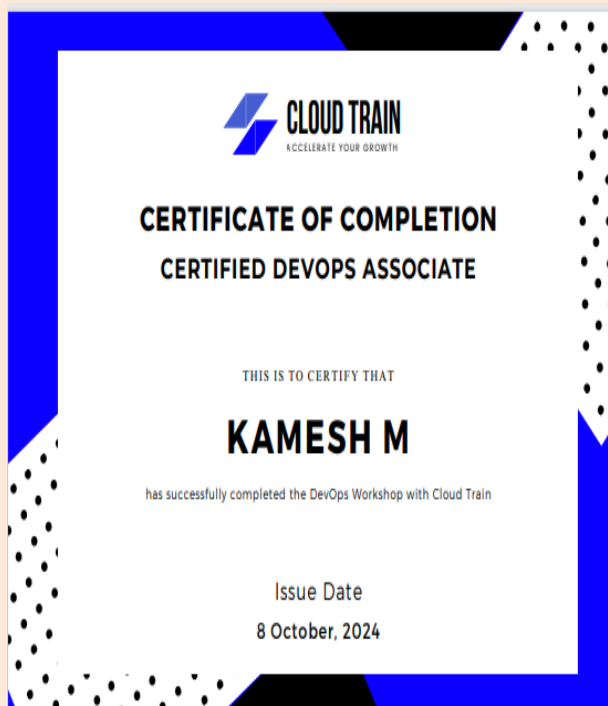 CLOUD TRAIN
ACCELERATE YOUR GROWTH
CERTIFICATE OF COMPLETION
CERTIFIED DEVOPS ASSOCIATE
THIS IS TO CERTIFY THAT
KAMESH M
has successfully completed the DevOps Workshop with Cloud Train
Issue Date
8 October, 2024